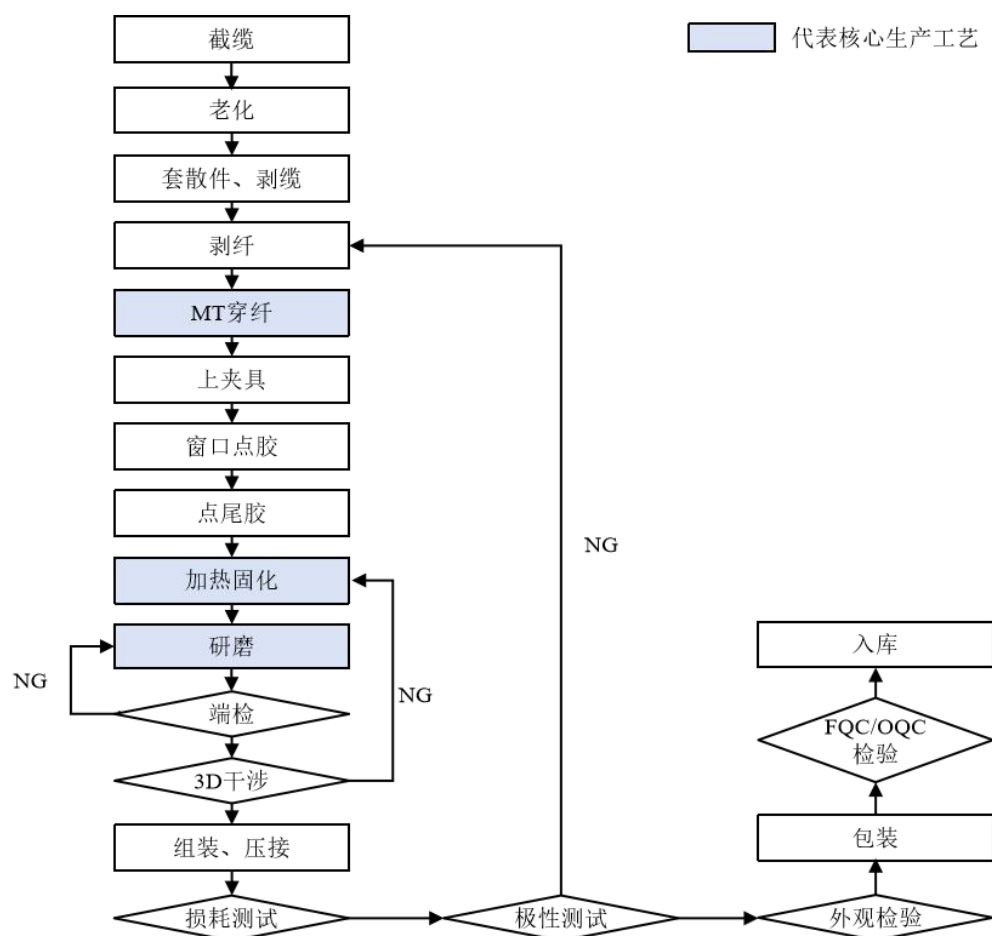 截缆
代表核心生产工艺
老化
套散件、剥缆
剥纤
MT穿纤
上夹具
窗口点胶
点尾胶
NG
加热固化
研磨
NG
端检
NG
3D干涉
组装、压接
损耗测试
极性测试
外观检验
包装
FQC/OQC
检验
入库